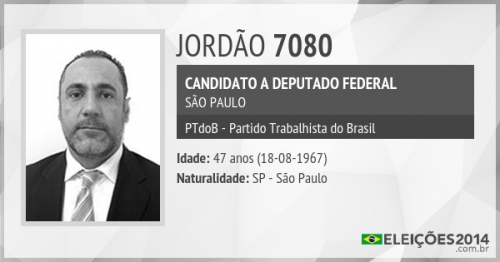 JORDÃO 7080
CANDIDATO A DEPUTADO FEDERAL
SÃO PAULO
PTdoB - Partido Trabalhista do Brasil
Idade: 47 anos (18-08-1967)
Naturalidade: SP - São Paulo
ELEIÇÕES2014
.com.br